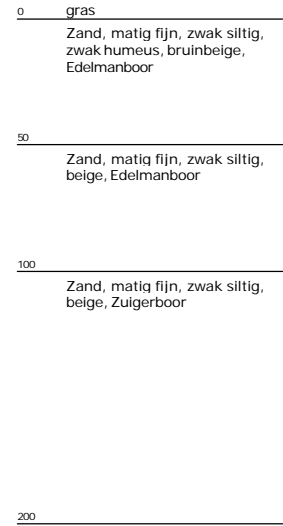 0 gras
Zand, matig fijn, zwak siltig,
zwak humeus, bruinbeige,
Edelmanboor
50
Zand, matig fijn, zwak siltig,
beige, Edelmanboor
100
Zand, matig fijn, zwak siltig,
beige, Zuigerboor
200